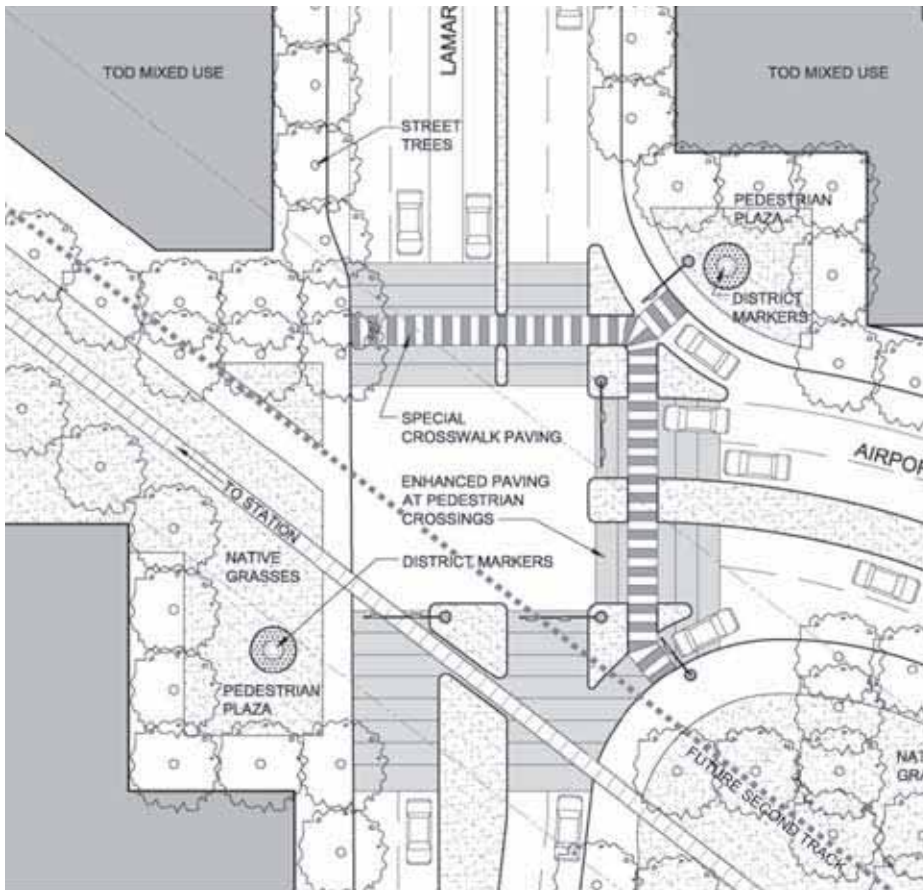 TOD MIXED USE
LAMAR
TOD MIXED USE
STREET
TREES
PEDESTRIAN
PLAZA
DISTRICT
MARKERS
SPECIAL
CROSSWALK PAVING
AIRPOR
ENHANCED PAVING
AT PEDESTRIAN
CROSSINGS
TO STATION
NATIVE
GRASSES
DISTRICT MARKERS
PEDESTRIAN
PLAZA
FUTURE SECOND TRACK
NAT
GRA